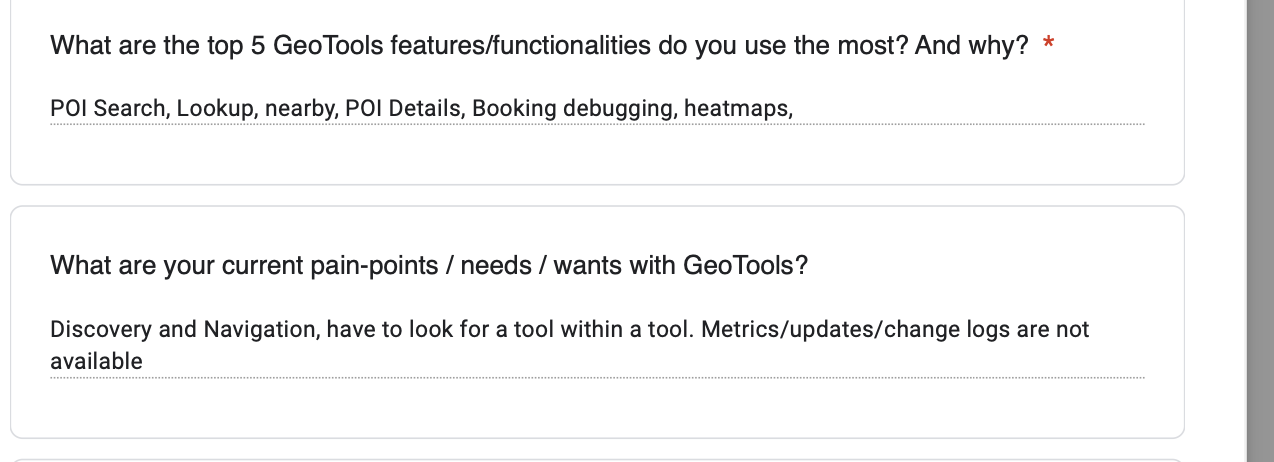 What are the top 5 GeoTools features/functionalities do you use the most? And why? *
POI Search, Lookup, nearby, POI Details, Booking debugging, heatmaps,
What are your current pain-points / needs / wants with GeoTools?
Discovery and Navigation, have to look for a tool within a tool. Metrics/updates/change logs are not
available